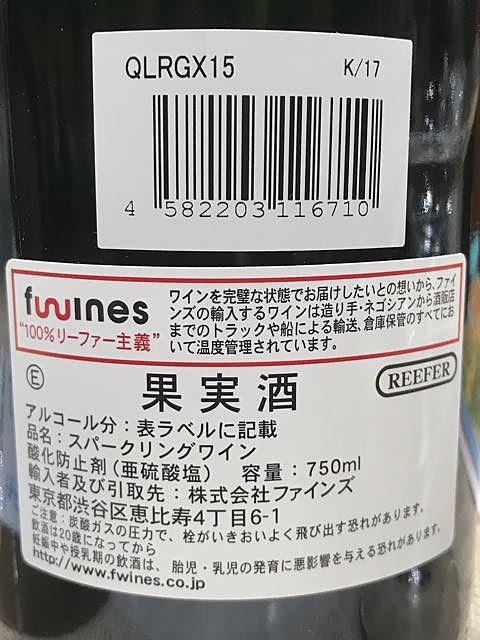 QLRGX15 K/17
4 582203 116710
fwines
"100%リーファー主義"
ワインを完璧な状態でお届けしたいとの想いから、ファイ
ンズの輸入するワインは造り手・ネゴシアンから酒販店
までのトラックや船による輸送、倉庫保管のすべてにお
いて温度管理されています。
E
果実酒
REEFER
アルコール分：表ラベルに記載
品名：スパークリングワイン
酸化防止剤（亜硫酸塩） 容量：750ml
輸入者及び引取先：株式会社ファインズ
東京都渋谷区恵比寿4丁目6-1
ご注意：炭酸ガスの圧力で、栓がいきおいよく飛び出す恐れがあります。
飲酒は20歳になってから
妊娠中や授乳期の飲酒は、胎児・乳児の発育に悪影響を与える恐れがあります。
http://www.fwines.co.jp